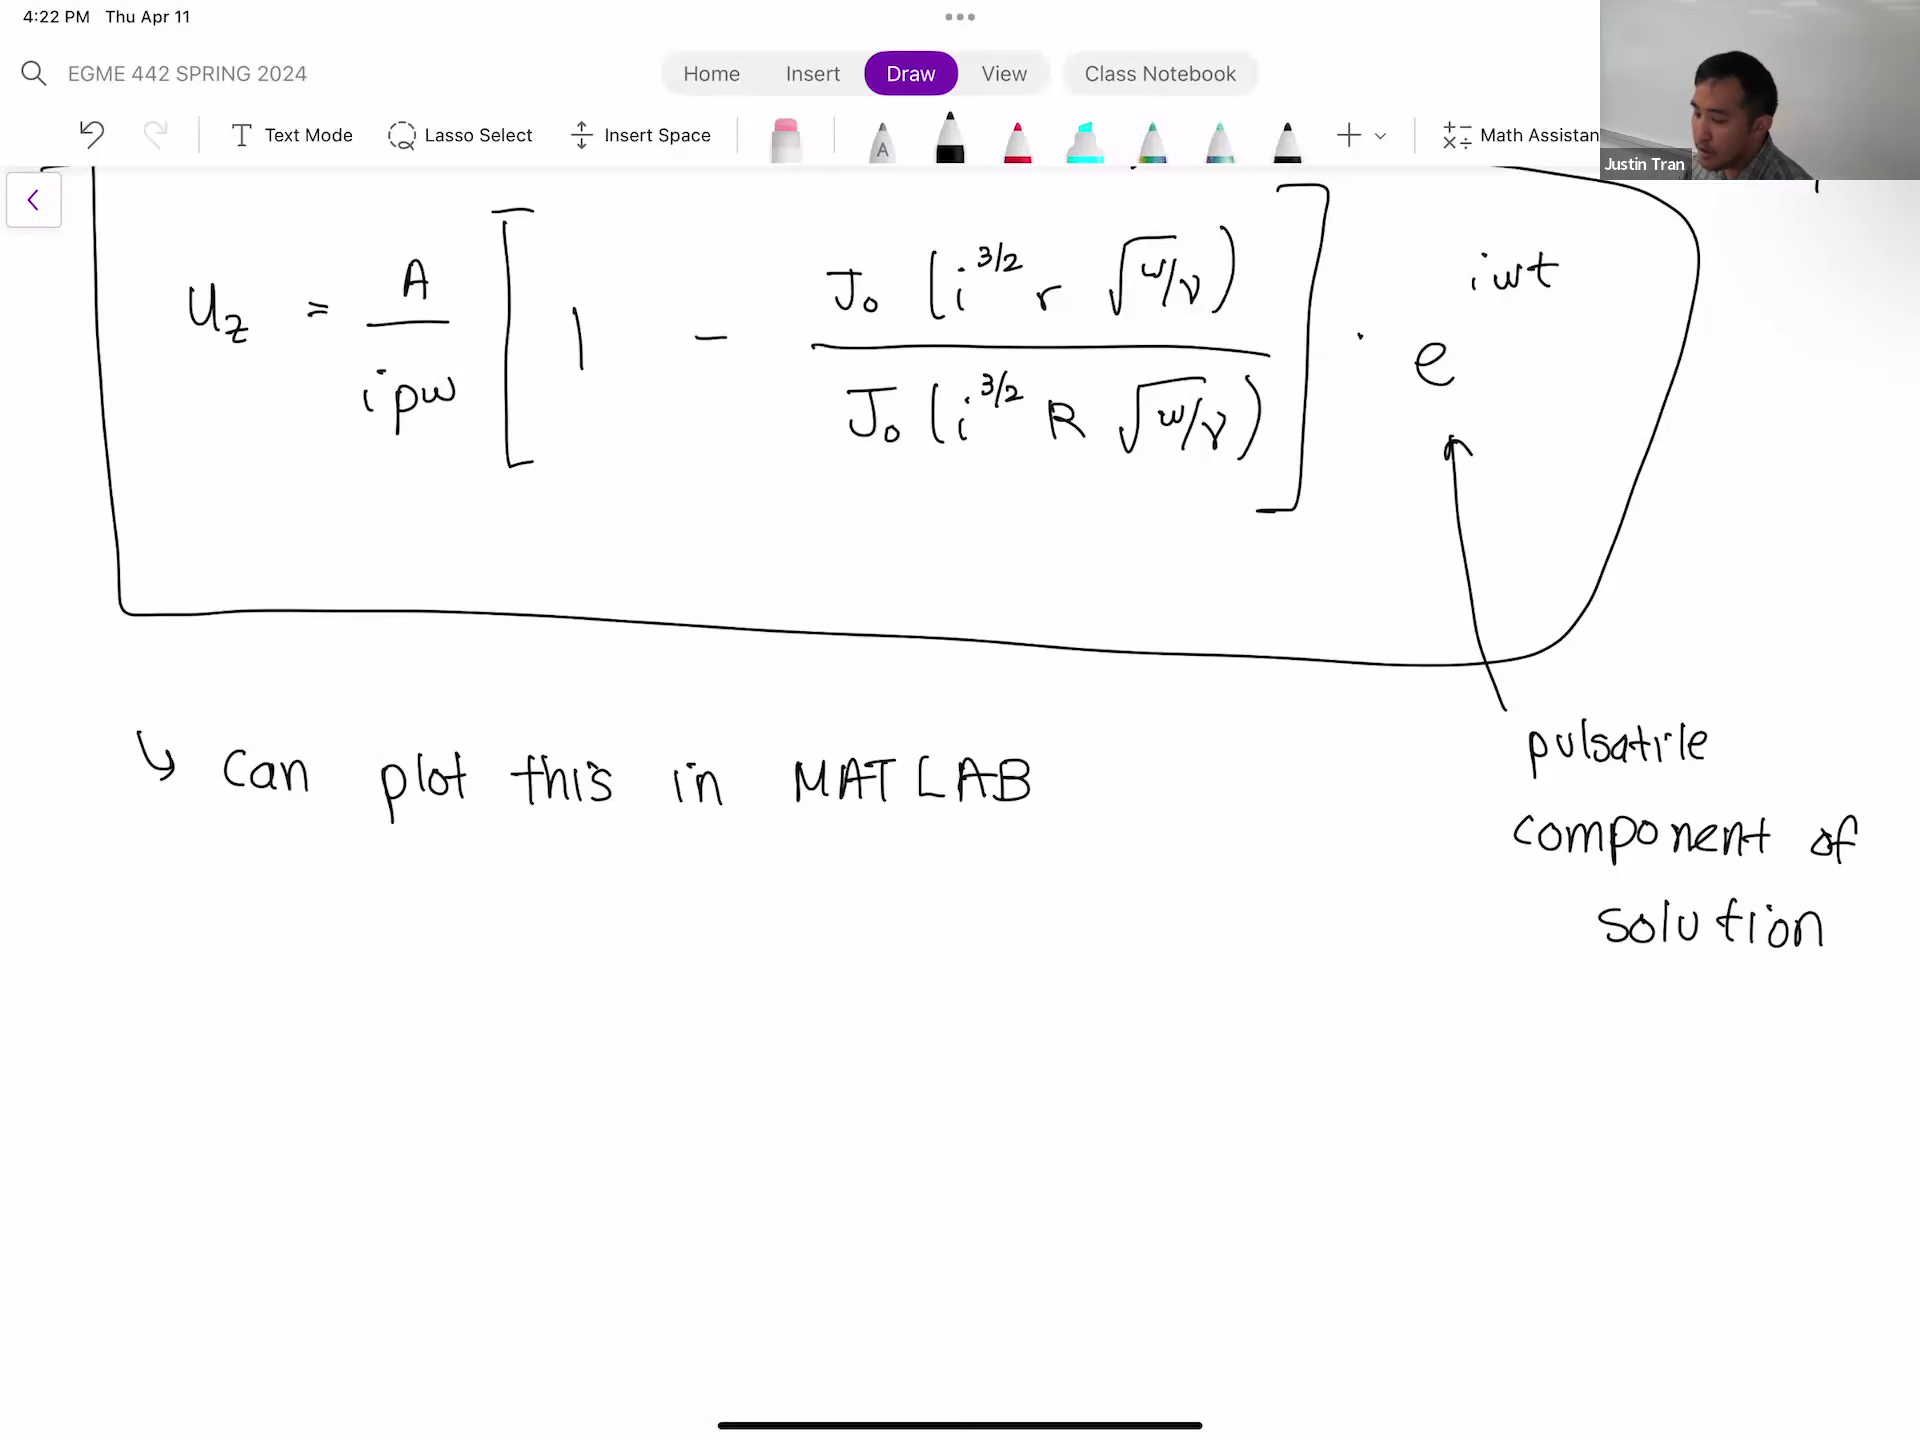 4:22 PM Thu Apr 11
EGME 442 SPRING 2024
Home Insert Draw View Class Notebook
Text Mode Lasso Select Insert Space Math Assistan
A
Justin Tran
u_z = A / iρω [ 1 - J₀ (i^3/2 r √ω/ν) / J₀ (i^3/2 R √ω/ν) ] · e^iωt
↳ can plot this in MATLAB
pulsatile
component of
solution